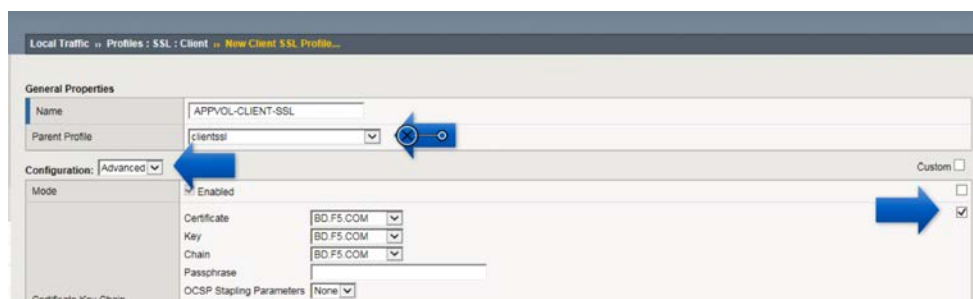 Local Traffic ›› Profiles : SSL : Client ›› New Client SSL Profile...
General Properties
Name APPVOL-CLIENT-SSL
Parent Profile clientssl
Configuration: Advanced Custom
Mode Enabled
Certificate BD.F5.COM
Key BD.F5.COM
Chain BD.F5.COM
Passphrase
OCSP Stapling Parameters None
Certificate Key Chain